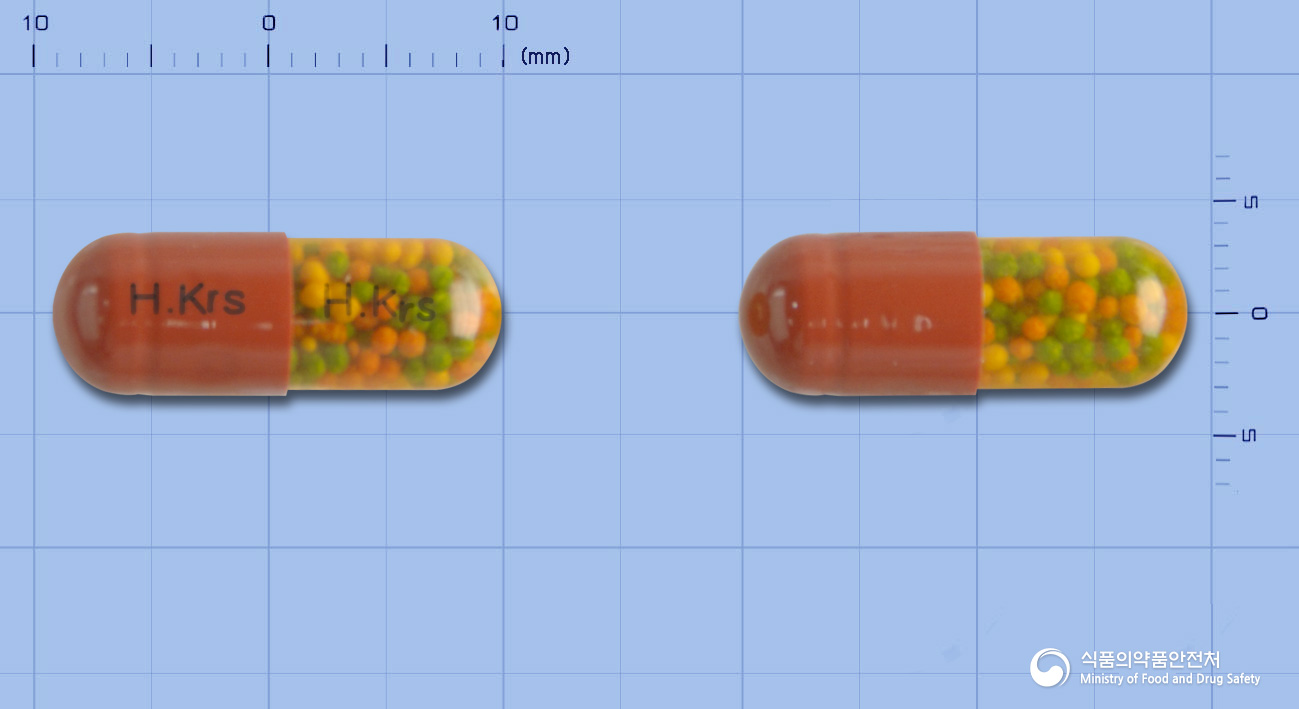 10 0 10
(mm)
H.Krs H.Krs
5
0
5
식품의약품안전처
Ministry of Food and Drug Safety